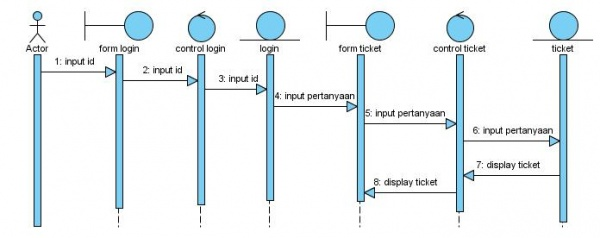 Actor
form login
control login
login
form ticket
control ticket
ticket
1: input id
2: input id
3: input id
4: input pertanyaan
5: input pertanyaan
6: input pertanyaan
7: display ticket
8: display ticket